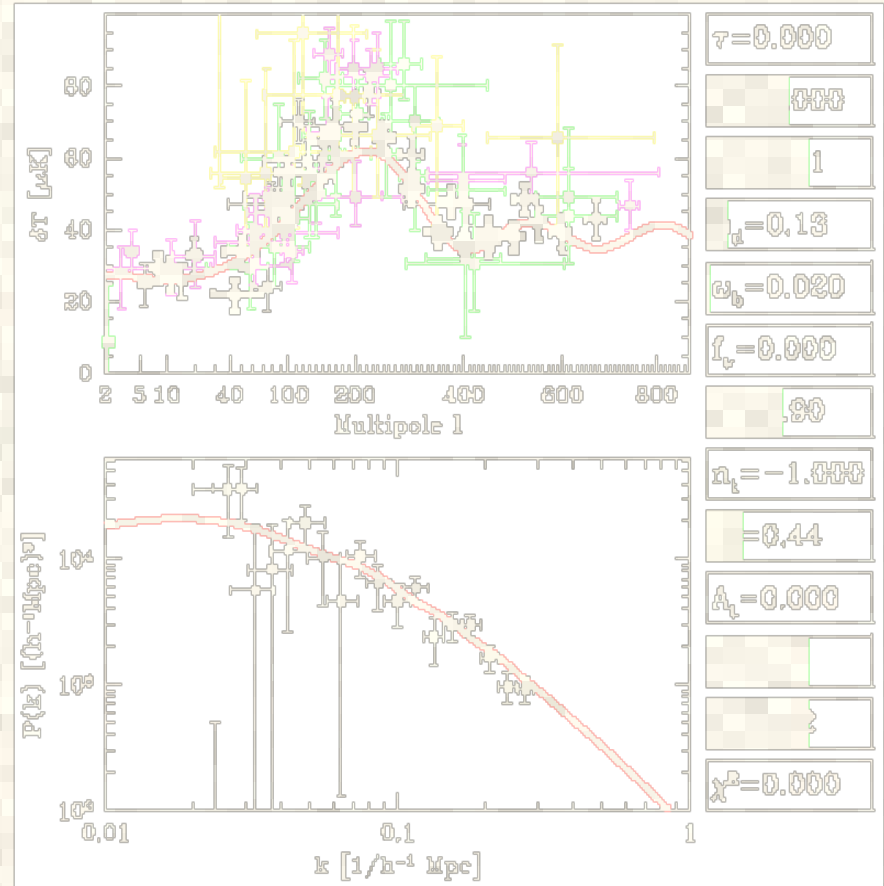 80
60
40
20
0
δT [μK]
2 5 10 40 100 200 400 600 800
Multipole l
10⁴
P(k) [(h⁻¹Mpc)³]
0.01 0.1 1
k [1/h⁻¹ Mpc]
τ=0.000
000
1
=0.13
ω_b=0.020
f_ν=0.000
.90
n_t=-1.000
=0.44
A_t=0.000
χ²=0.000